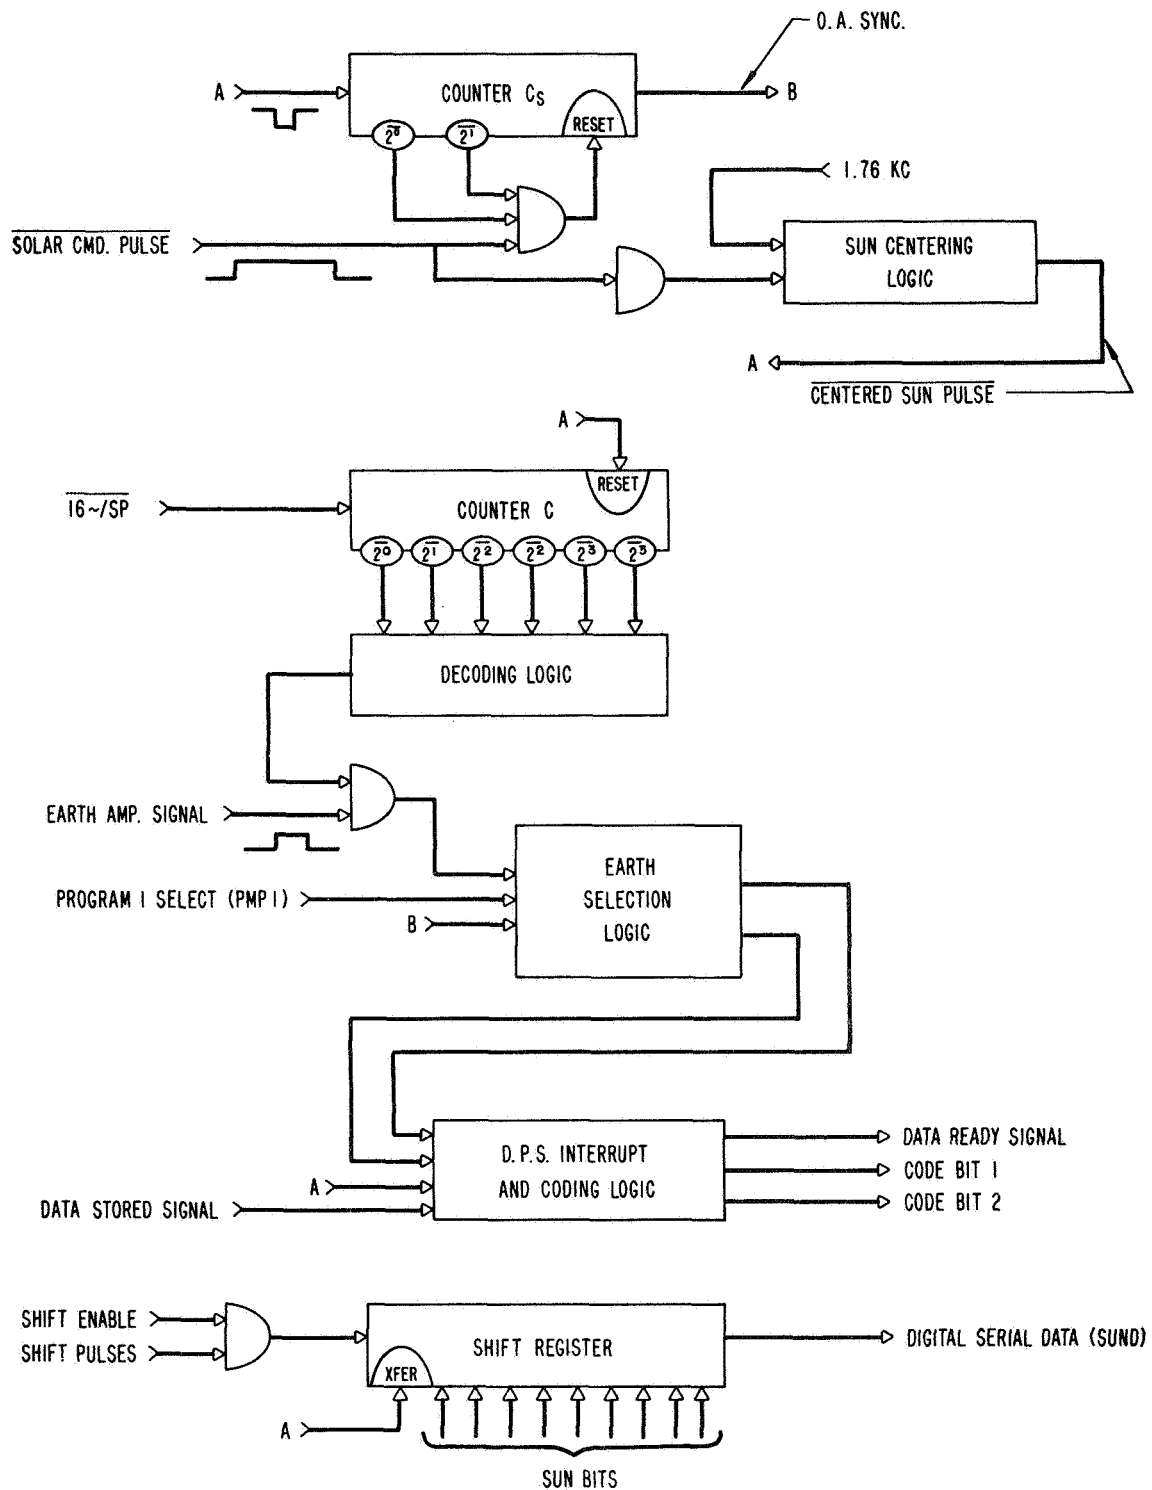 O.A. SYNC.
A
COUNTER CS
B
RESET
2⁰ 2¹
1.76 KC
SOLAR CMD. PULSE
SUN CENTERING
LOGIC
A
CENTERED SUN PULSE
A
RESET
16~/SP
COUNTER C
2⁰ 2¹ 2² 2² 2³ 2³
DECODING LOGIC
EARTH AMP. SIGNAL
EARTH
SELECTION
LOGIC
PROGRAM I SELECT (PMP I)
B
D.P.S. INTERRUPT
AND CODING LOGIC
DATA READY SIGNAL
CODE BIT 1
CODE BIT 2
A
DATA STORED SIGNAL
SHIFT ENABLE
SHIFT PULSES
SHIFT REGISTER
XFER
DIGITAL SERIAL DATA (SUND)
A
SUN BITS